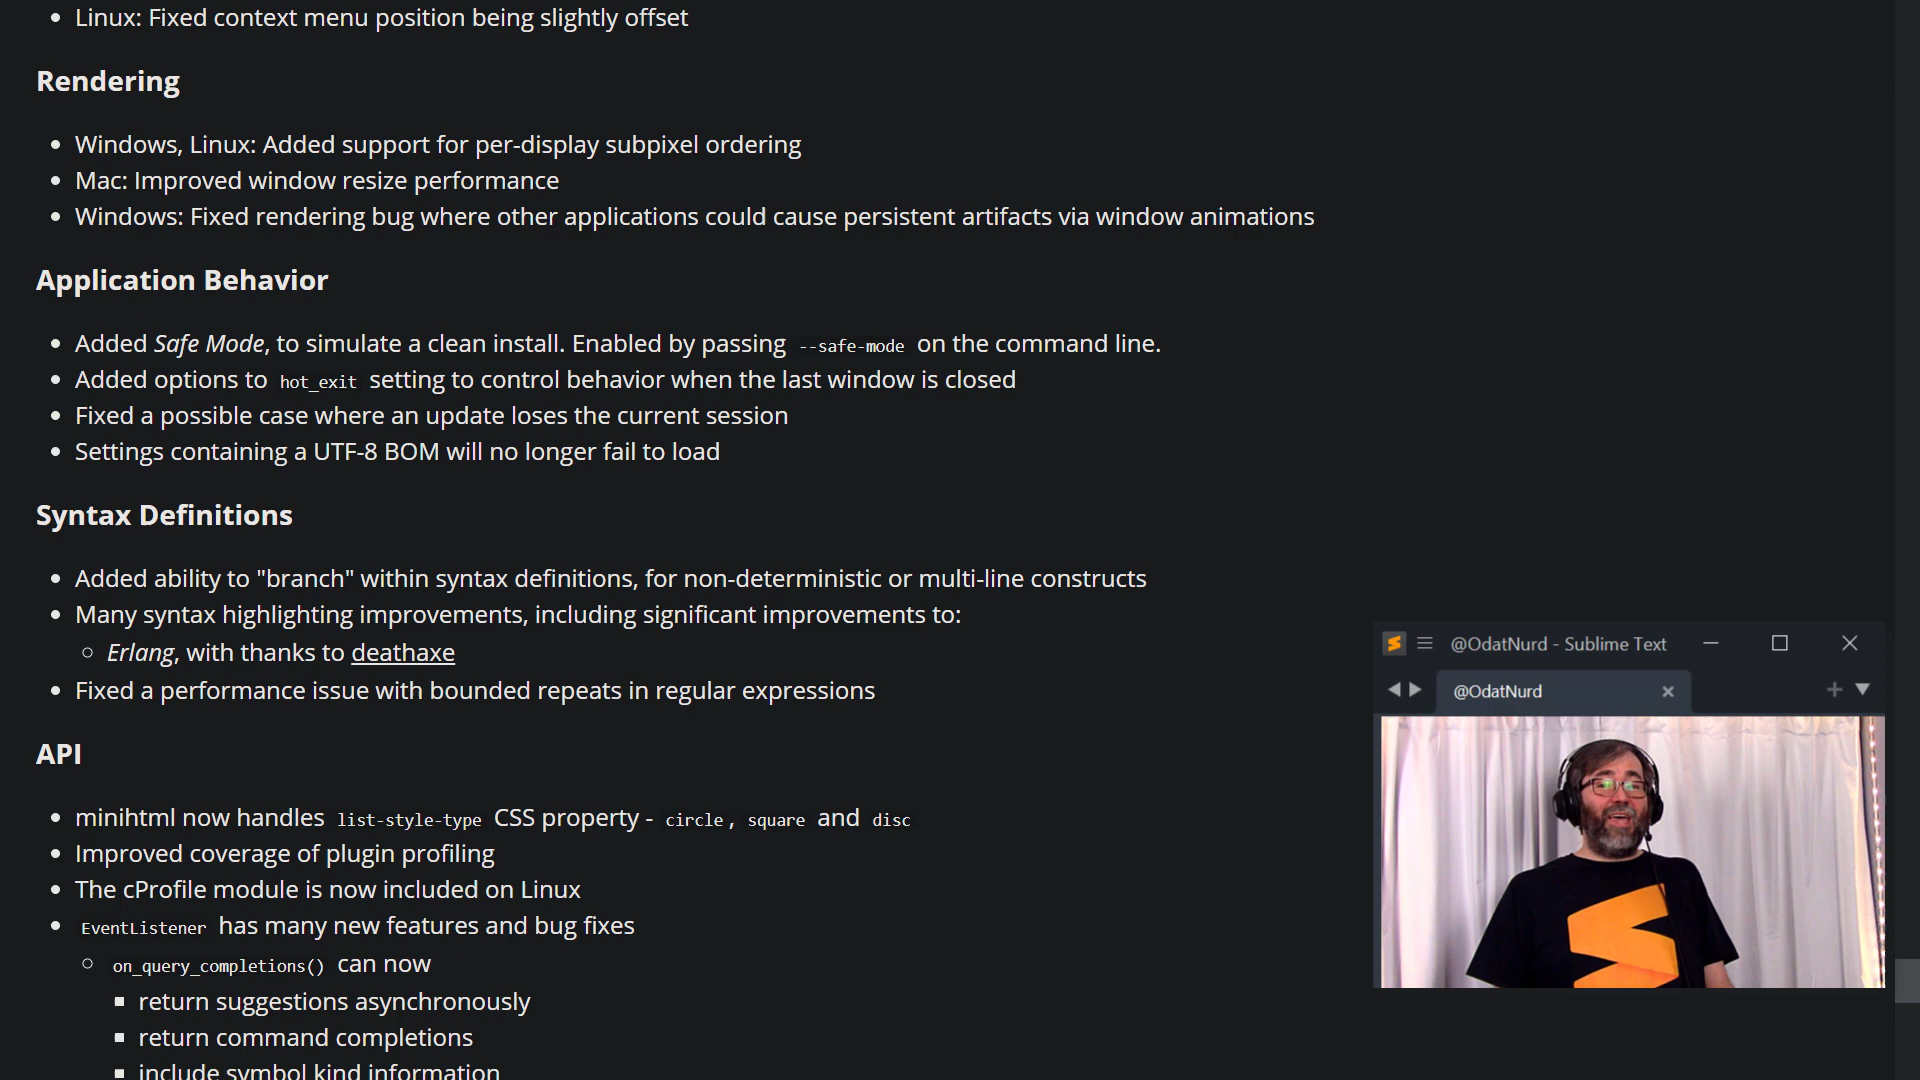 Linux: Fixed context menu position being slightly offset
Rendering
Windows, Linux: Added support for per-display subpixel ordering
Mac: Improved window resize performance
Windows: Fixed rendering bug where other applications could cause persistent artifacts via window animations
Application Behavior
Added Safe Mode, to simulate a clean install. Enabled by passing --safe-mode on the command line.
Added options to hot_exit setting to control behavior when the last window is closed
Fixed a possible case where an update loses the current session
Settings containing a UTF-8 BOM will no longer fail to load
Syntax Definitions
Added ability to "branch" within syntax definitions, for non-deterministic or multi-line constructs
Many syntax highlighting improvements, including significant improvements to:
Erlang, with thanks to deathaxe
Fixed a performance issue with bounded repeats in regular expressions
API
minihtml now handles list-style-type CSS property - circle, square and disc
Improved coverage of plugin profiling
The cProfile module is now included on Linux
EventListener has many new features and bug fixes
on_query_completions() can now
return suggestions asynchronously
return command completions
include symbol kind information
@OdatNurd - Sublime Text
@OdatNurd